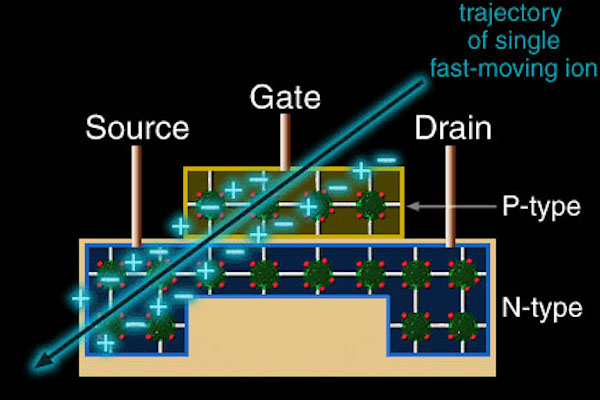 trajectory
of single
fast-moving ion
Gate
Source
Drain
P-type
N-type